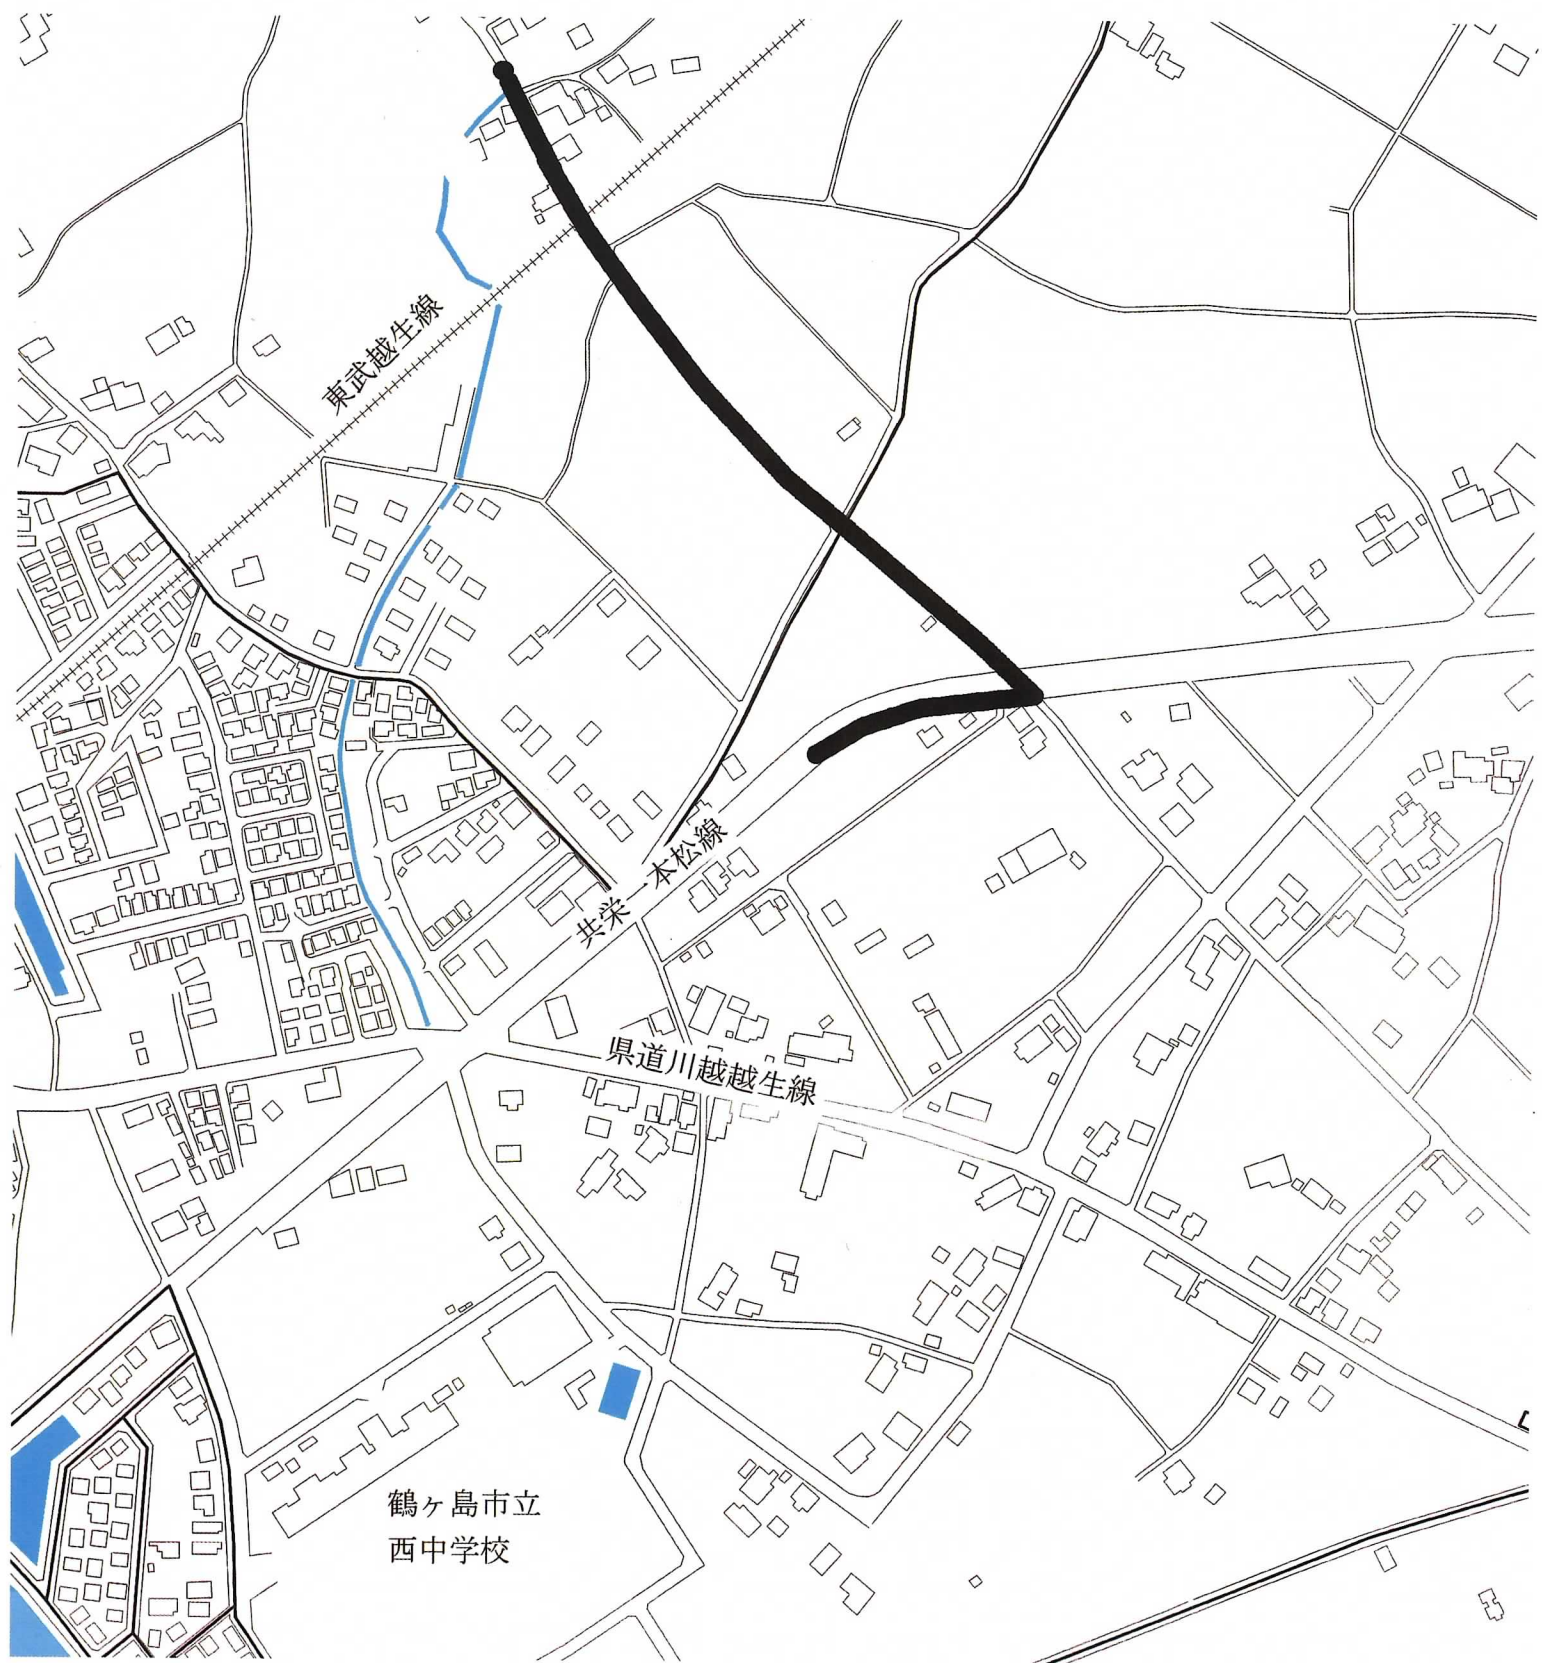 東武越生線
共栄一本松線
県道川越越生線
鶴ヶ島市立
西中学校